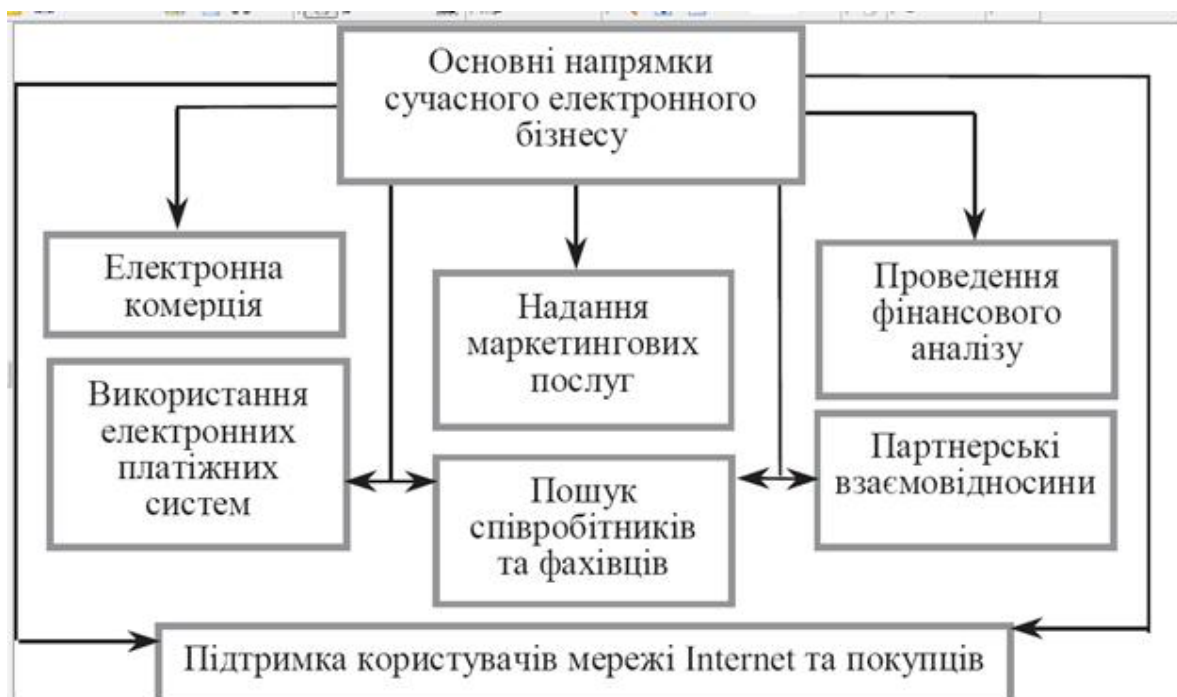 Основні напрямки
сучасного електронного
бізнесу
Електронна
комерція
Надання
маркетингових
послуг
Проведення
фінансового
аналізу
Використання
електронних
платіжних
систем
Пошук
співробітників
та фахівців
Партнерські
взаємовідносини
Підтримка користувачів мережі Internet та покупців